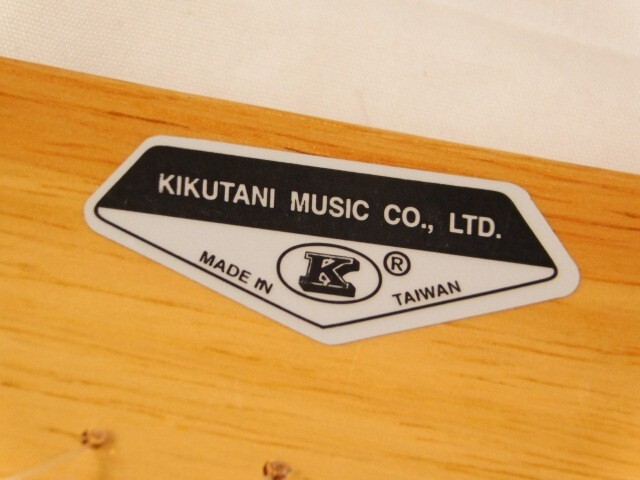 KIKUTANI MUSIC CO., LTD.
MADE IN K® TAIWAN